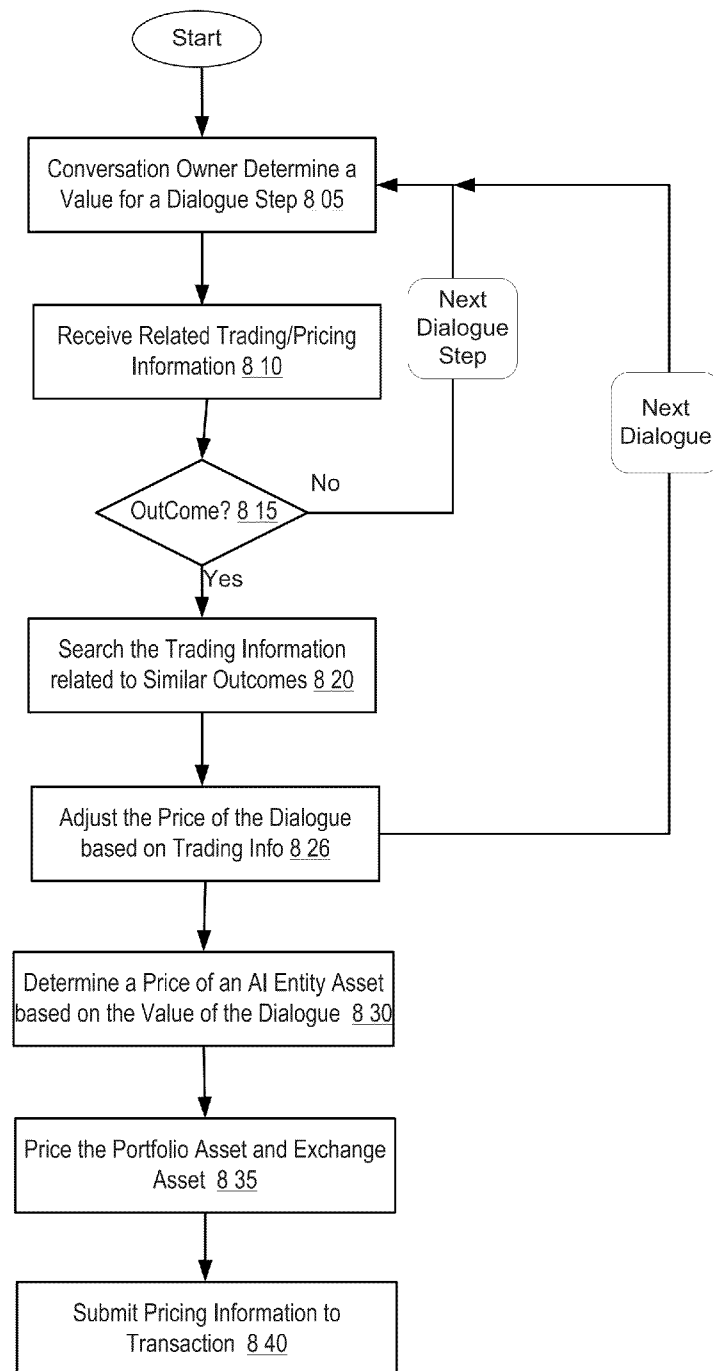 Start
Conversation Owner Determine a
Value for a Dialogue Step 8 05
Receive Related Trading/Pricing
Information 8 10
Next
Dialogue
Step
Next
Dialogue
No
OutCome? 8 15
Yes
Search the Trading Information
related to Similar Outcomes 8 20
Adjust the Price of the Dialogue
based on Trading Info 8 26
Determine a Price of an AI Entity Asset
based on the Value of the Dialogue 8 30
Price the Portfolio Asset and Exchange
Asset 8 35
Submit Pricing Information to
Transaction 8 40